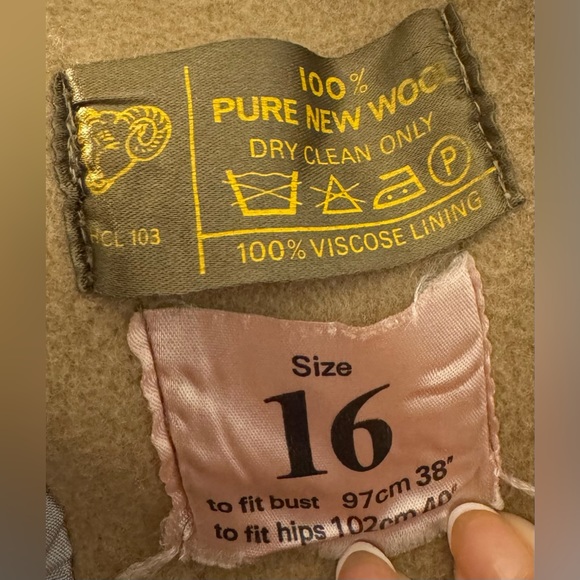 100%
PURE NEW WOOL
DRY CLEAN ONLY
P
CL 103
100% VISCOSE LINING
Size
16
to fit bust 97cm 38"
to fit hips 102cm 40"